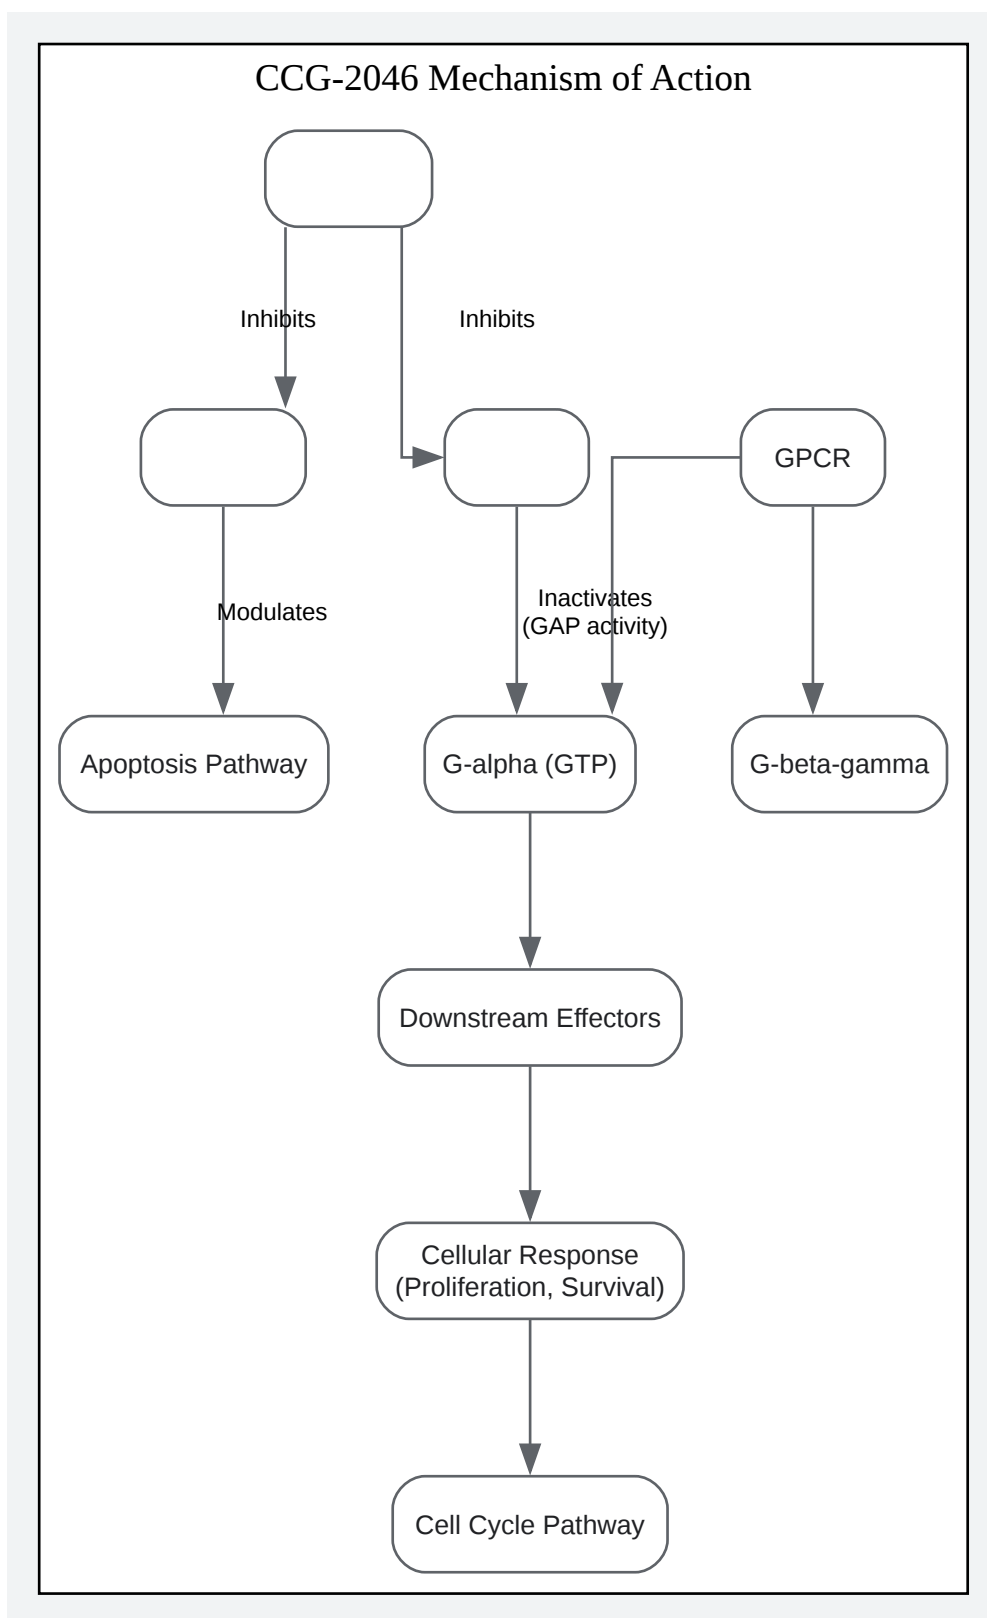 CCG-2046 Mechanism of Action
Inhibits
Inhibits
GPCR
Modulates
Inactivates
(GAP activity)
Apoptosis Pathway
G-alpha (GTP)
G-beta-gamma
Downstream Effectors
Cellular Response
(Proliferation, Survival)
Cell Cycle Pathway